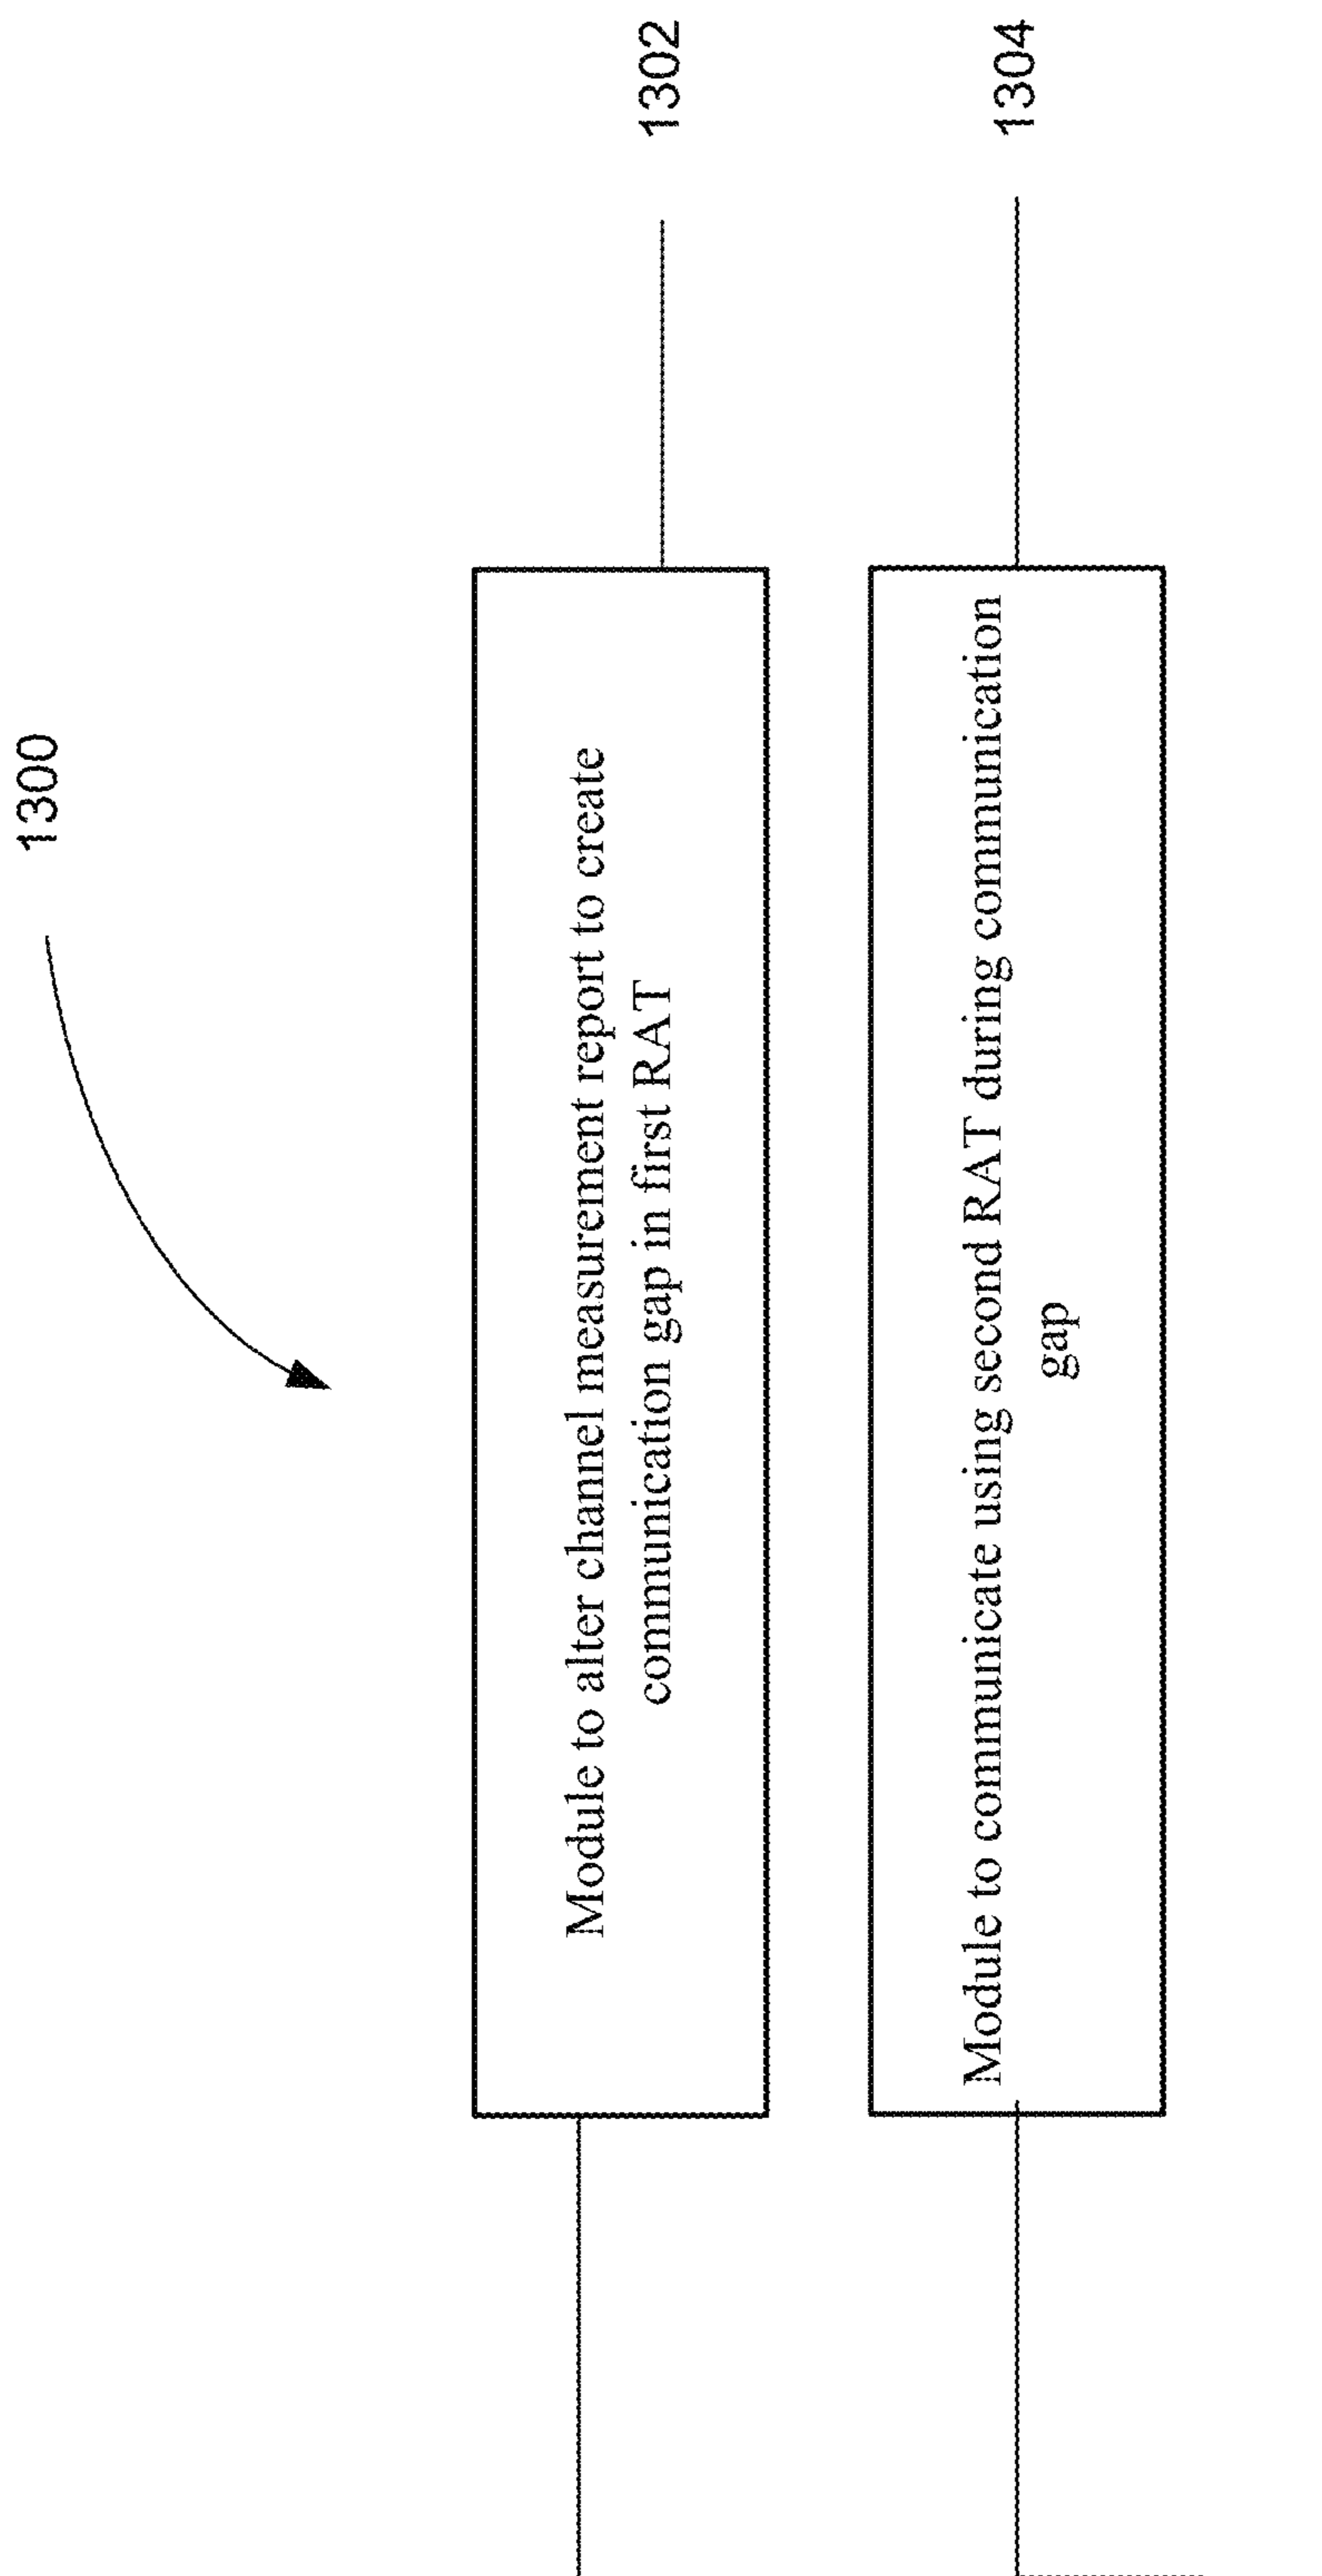 1300
Module to alter channel measurement report to create
communication gap in first RAT
1302
Module to communicate using second RAT during communication
gap
1304